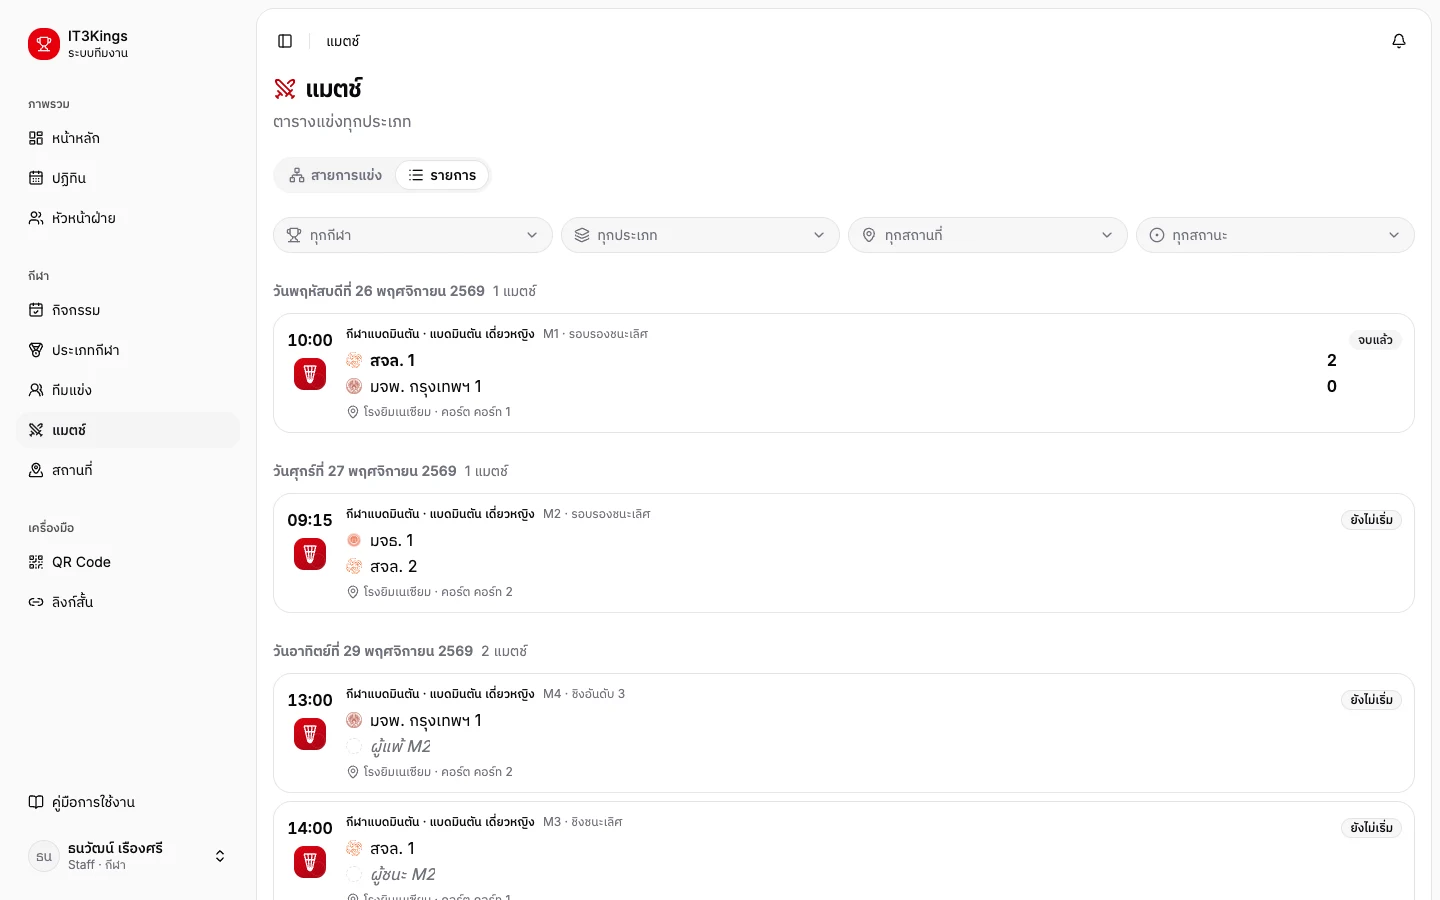 IT3Kings
ระบบทีมงาน
ภาพรวม
หน้าหลัก
ปฏิทิน
หัวหน้าฝ่าย
กีฬา
กิจกรรม
ประเภทกีฬา
ทีมแข่ง
แมตช์
สถานที่
เครื่องมือ
QR Code
ลิงก์สั้น
คู่มือการใช้งาน
ธน
ธนวัฒน์ เรืองศรี
Staff · กีฬา
แมตช์
แมตช์
ตารางแข่งทุกประเภท
สายการแข่ง
รายการ
ทุกกีฬา
ทุกประเภท
ทุกสถานที่
ทุกสถานะ
วันพฤหัสบดีที่ 26 พฤศจิกายน 2569 1 แมตช์
10:00
กีฬาแบดมินตัน · แบดมินตัน เดี่ยวหญิง M1 · รอบรองชนะเลิศ
จบแล้ว
สจล. 1 2
มจพ. กรุงเทพฯ 1 0
โรงยิมเนเซียม · คอร์ต คอร์ท 1
วันศุกร์ที่ 27 พฤศจิกายน 2569 1 แมตช์
09:15
กีฬาแบดมินตัน · แบดมินตัน เดี่ยวหญิง M2 · รอบรองชนะเลิศ
ยังไม่เริ่ม
มจธ. 1
สจล. 2
โรงยิมเนเซียม · คอร์ต คอร์ท 2
วันอาทิตย์ที่ 29 พฤศจิกายน 2569 2 แมตช์
13:00
กีฬาแบดมินตัน · แบดมินตัน เดี่ยวหญิง M4 · ชิงอันดับ 3
ยังไม่เริ่ม
มจพ. กรุงเทพฯ 1
ผู้แพ้ M2
โรงยิมเนเซียม · คอร์ต คอร์ท 2
14:00
กีฬาแบดมินตัน · แบดมินตัน เดี่ยวหญิง M3 · ชิงชนะเลิศ
ยังไม่เริ่ม
สจล. 1
ผู้ชนะ M2
โรงยิมเนเซียม · คอร์ต คอร์ท 1